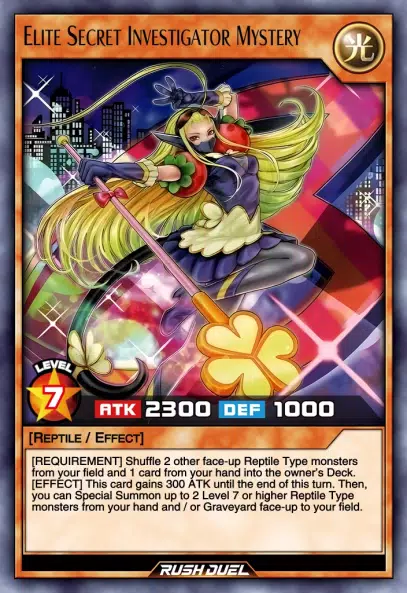 ELITE SECRET INVESTIGATOR MYSTERY
光
LEVEL
7
ATK 2300 DEF 1000
[REPTILE / EFFECT]
[REQUIREMENT] Shuffle 2 other face-up Reptile Type monsters
from your field and 1 card from your hand into the owner's Deck.
[EFFECT] This card gains 300 ATK until the end of this turn. Then,
you can Special Summon up to 2 Level 7 or higher Reptile Type
monsters from your hand and / or Graveyard face-up to your field.
RUSH DUEL